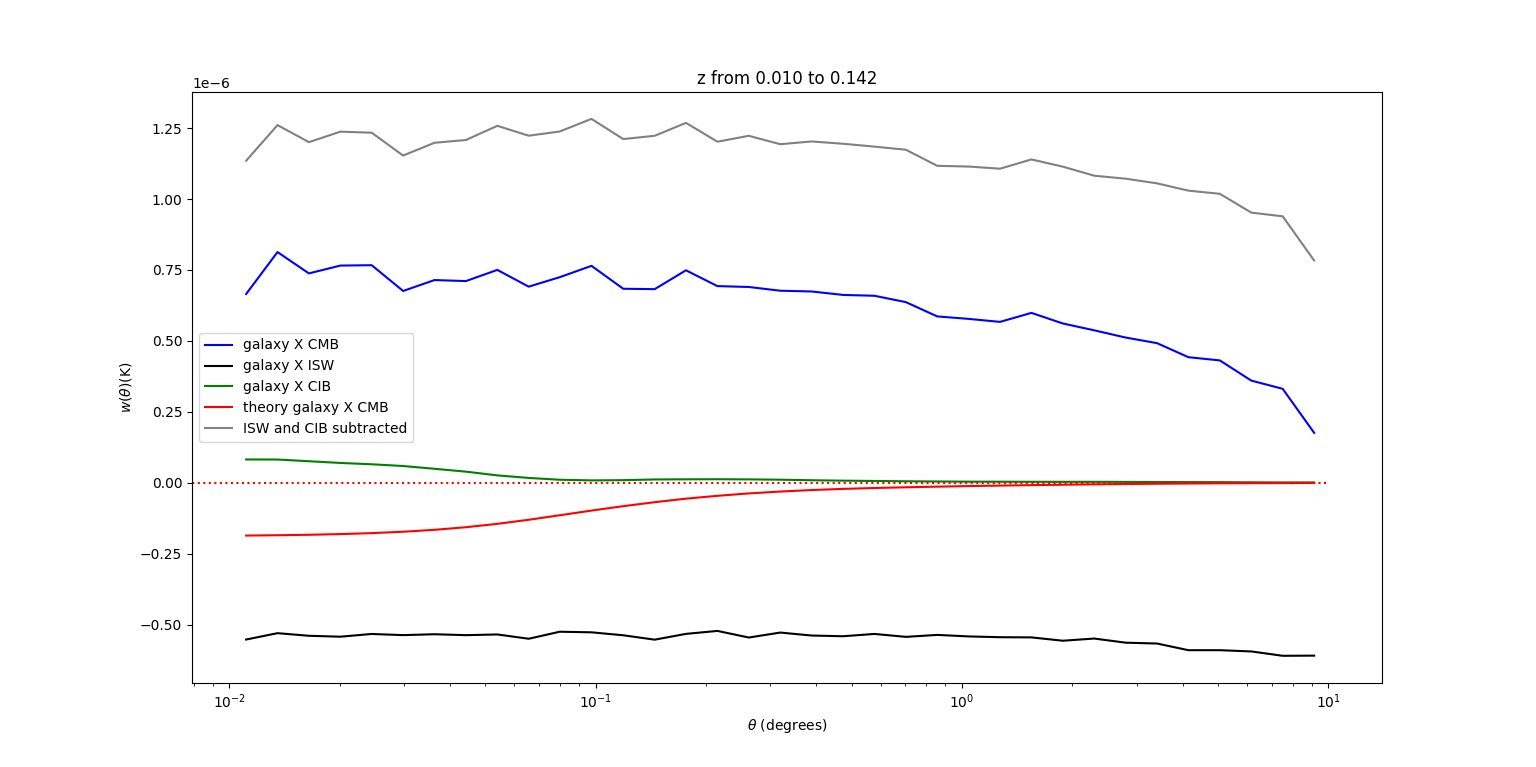 z from 0.010 to 0.142
1e−6
1.25
1.00
0.75
0.50
0.25
0.00
−0.25
−0.50
w(θ)(K)
galaxy X CMB
galaxy X ISW
galaxy X CIB
theory galaxy X CMB
ISW and CIB subtracted
10⁻² 10⁻¹ 10⁰ 10¹
θ (degrees)